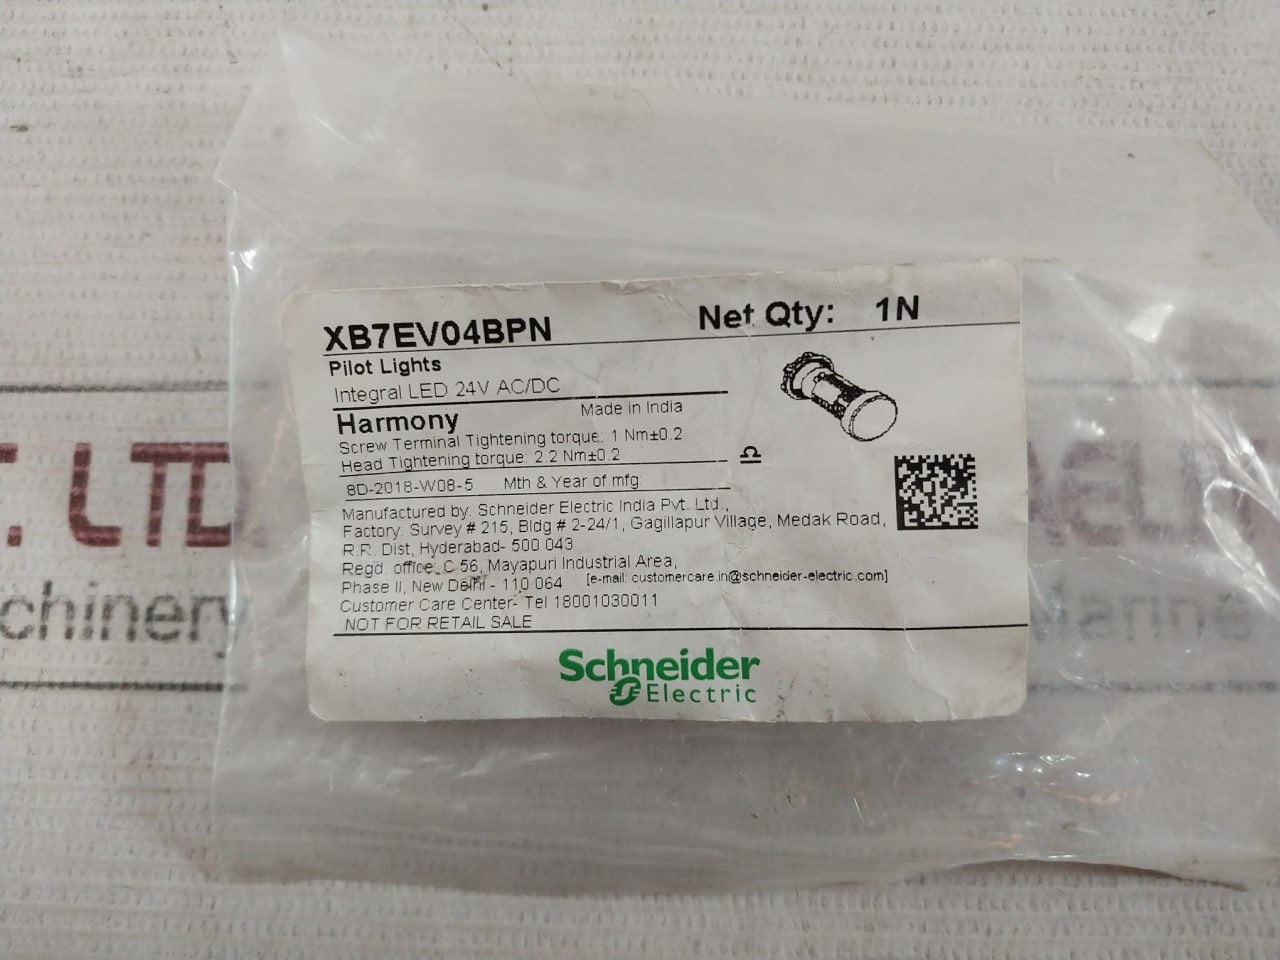 XB7EV04BPN
Net Qty: 1N
Pilot Lights
Integral LED 24V AC/DC
Harmony
Made in India
Screw Terminal Tightening torque: 1 Nm±0.2
Head Tightening torque: 2.2 Nm±0.2
8D-2018-W08-5 Mth & Year of mfg:
Manufactured by: Schneider Electric India Pvt. Ltd.,
Factory: Survey # 215, Bldg # 2-24/1, Gagillapur Village, Medak Road,
R.R. Dist, Hyderabad- 500 043
Regd. office: C 56, Mayapuri Industrial Area,
Phase II, New Delhi - 110 064 [e-mail: customercare.in@schneider-electric.com]
Customer Care Center- Tel 18001030011
NOT FOR RETAIL SALE
Schneider
Electric
. LTD
chinery